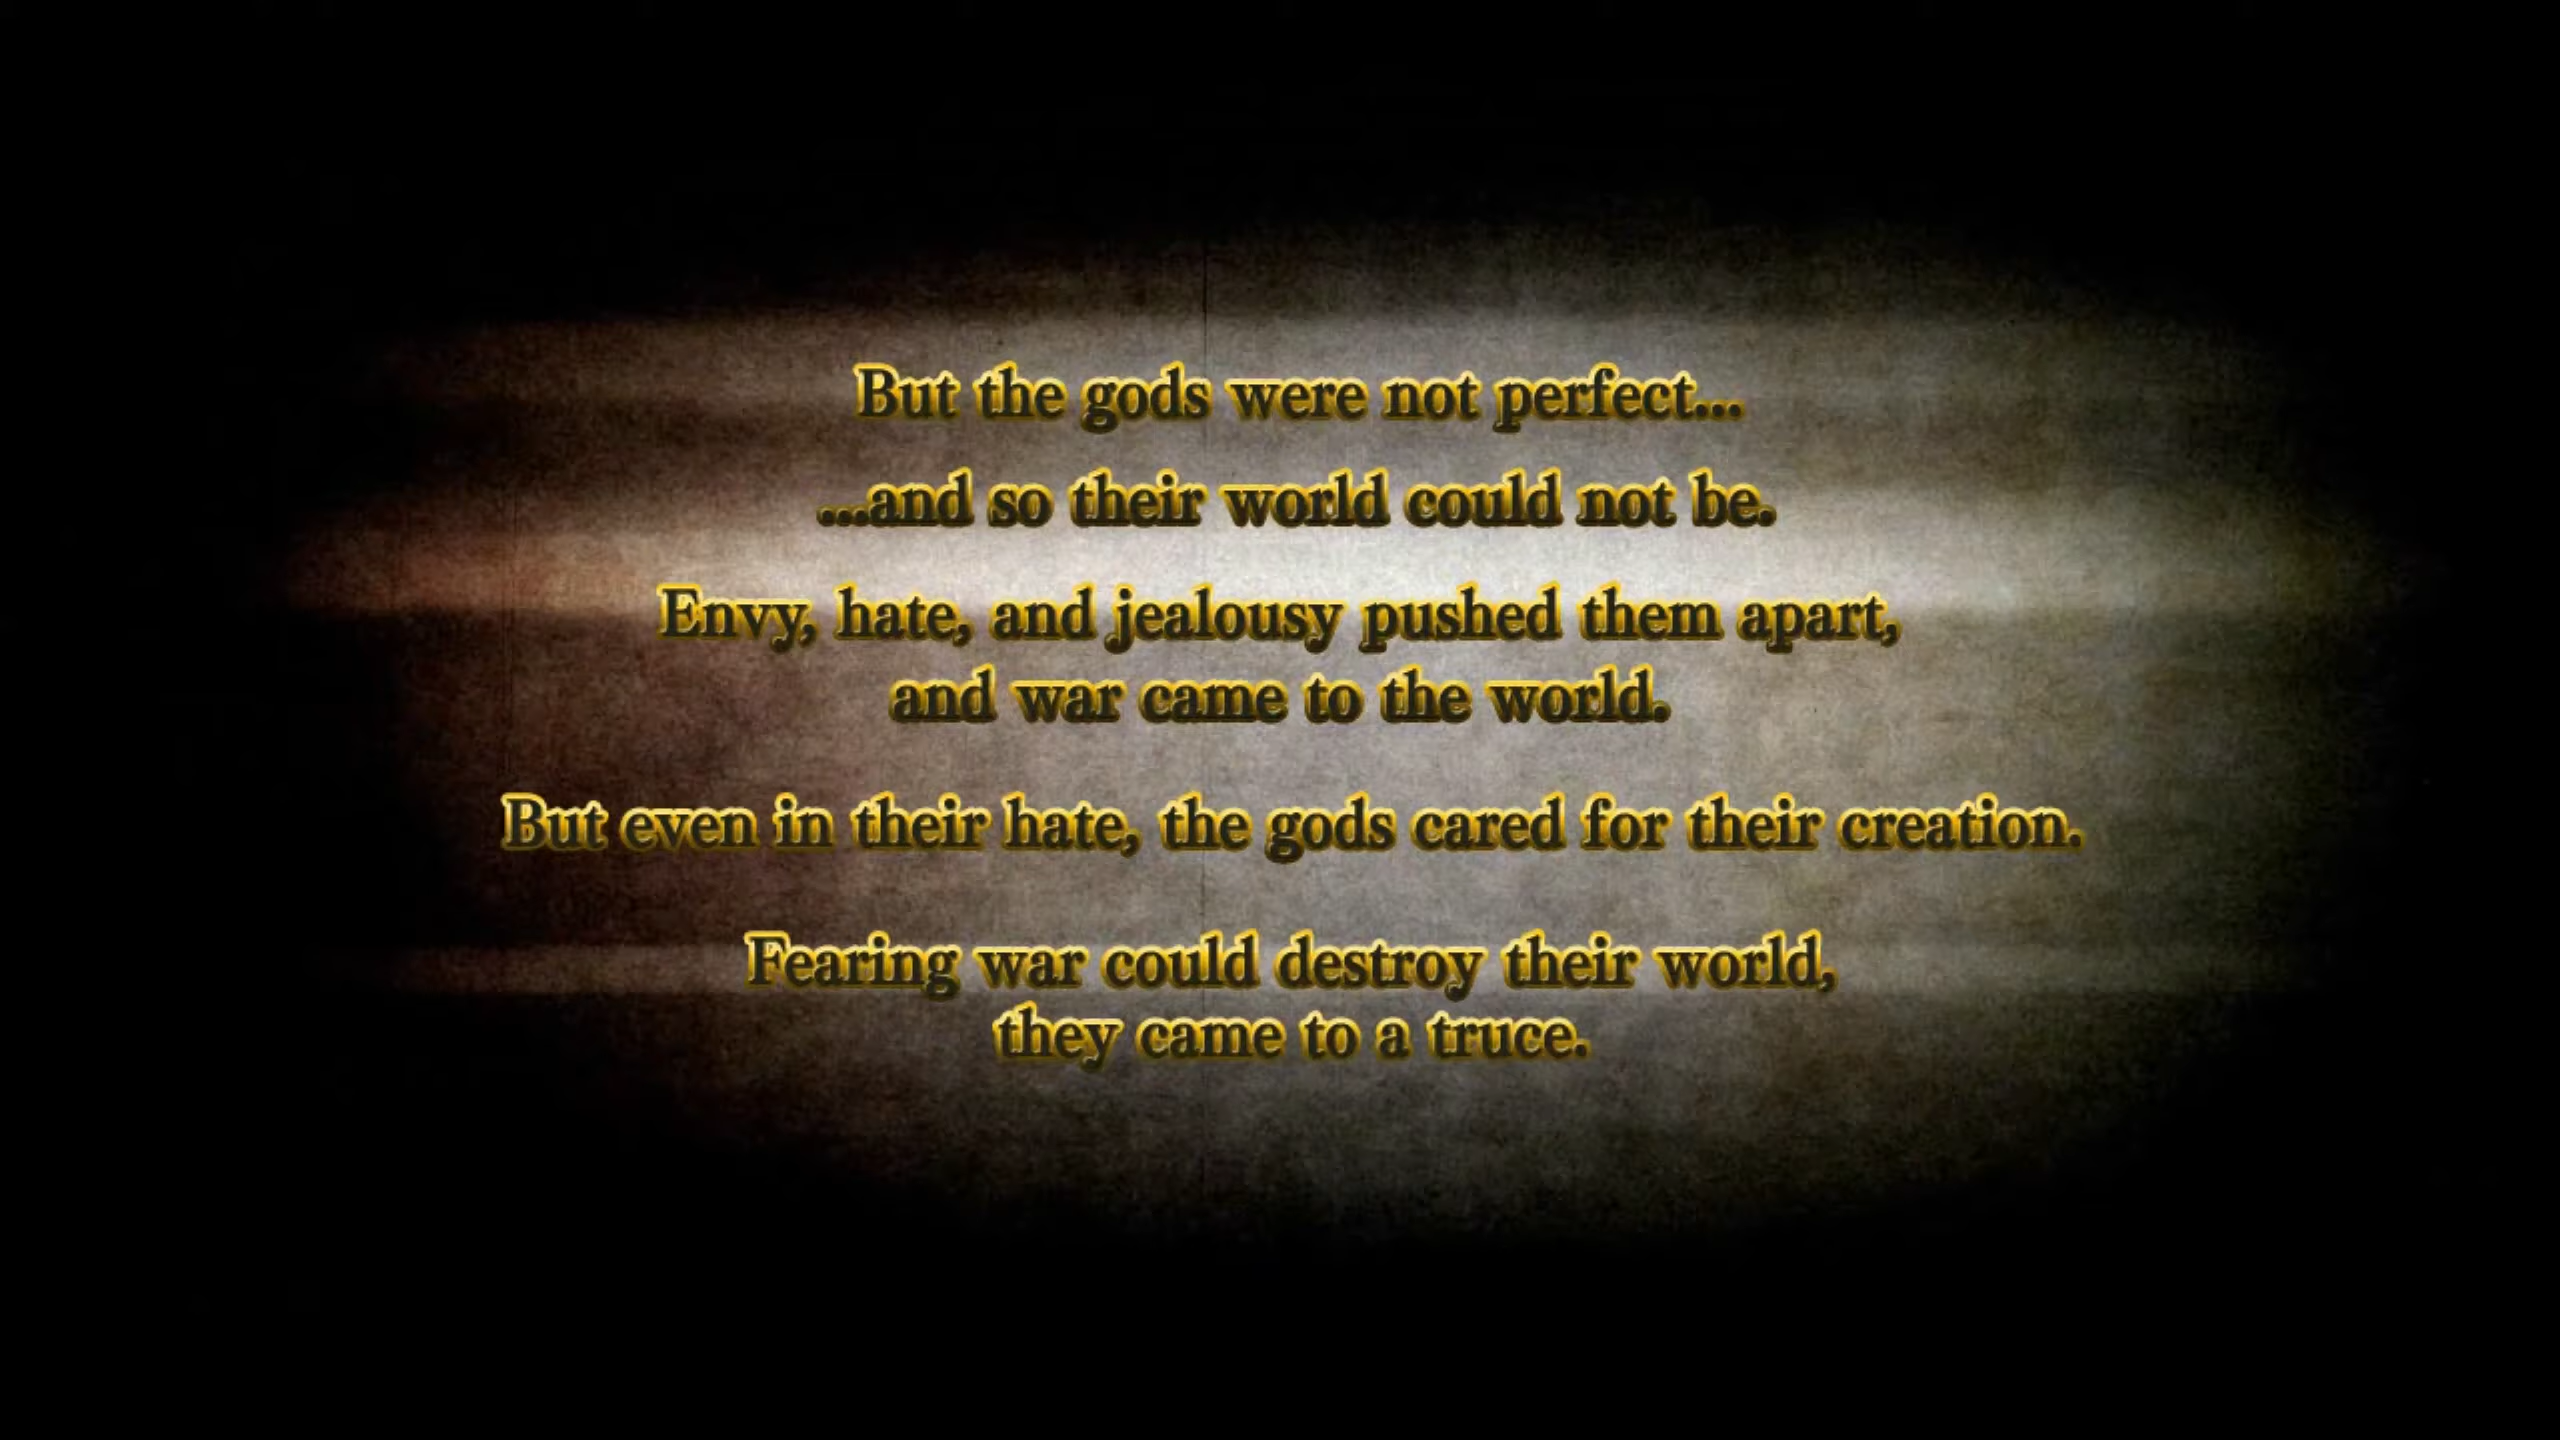 But the gods were not perfect...
...and so their world could not be.
Envy, hate, and jealousy pushed them apart,
and war came to the world.
But even in their hate, the gods cared for their creation.
Fearing war could destroy their world,
they came to a truce.